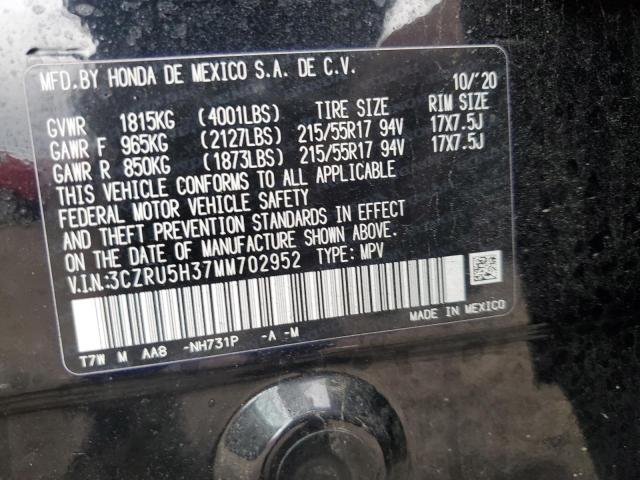 MFD.BY HONDA DE MEXICO S.A. DE C.V.
10/'20
GVWR 1815KG (4001LBS) TIRE SIZE RIM SIZE
GAWR F 965KG (2127LBS) 215/55R17 94V 17X7.5J
GAWR R 850KG (1873LBS) 215/55R17 94V 17X7.5J
THIS VEHICLE CONFORMS TO ALL APPLICABLE
FEDERAL MOTOR VEHICLE SAFETY
AND THEFT PREVENTION STANDARDS IN EFFECT
ON THE DATE OF MANUFACTURE SHOWN ABOVE.
V.I.N.:3CZRU5H37MM702952 TYPE: MPV
MADE IN MEXICO
T7W M AA8 -NH731P -A -M